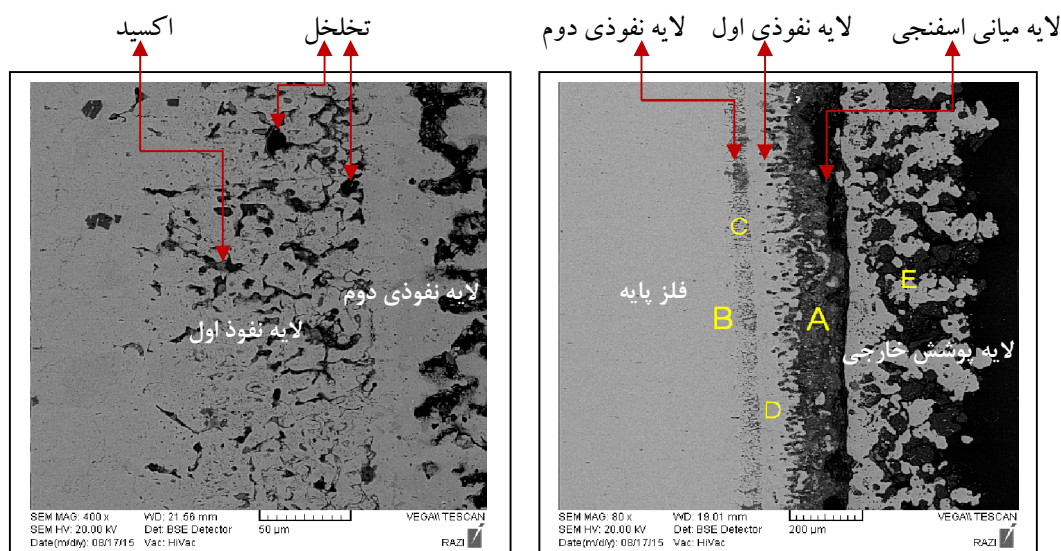 اکسید
تخلخل
لایه نفوذی دوم
لایه نفوذ اول
SEM MAG: 400 x
WD: 21.56 mm
SEM HV: 20.00 kV
Det: BSE Detector
50 µm
VEGA\\ TESCAN
Date(m/d/y): 08/17/15
Vac: HiVac
RAZI
لایه میانی اسفنجی
لایه نفوذی اول
لایه نفوذی دوم
C
E
فلز پایه
B
A
لایه پوشش خارجی
D
SEM MAG: 80 x
WD: 19.01 mm
SEM HV: 20.00 kV
Det: BSE Detector
200 µm
VEGA\\ TESCAN
Date(m/d/y): 08/17/15
Vac: HiVac
RAZI